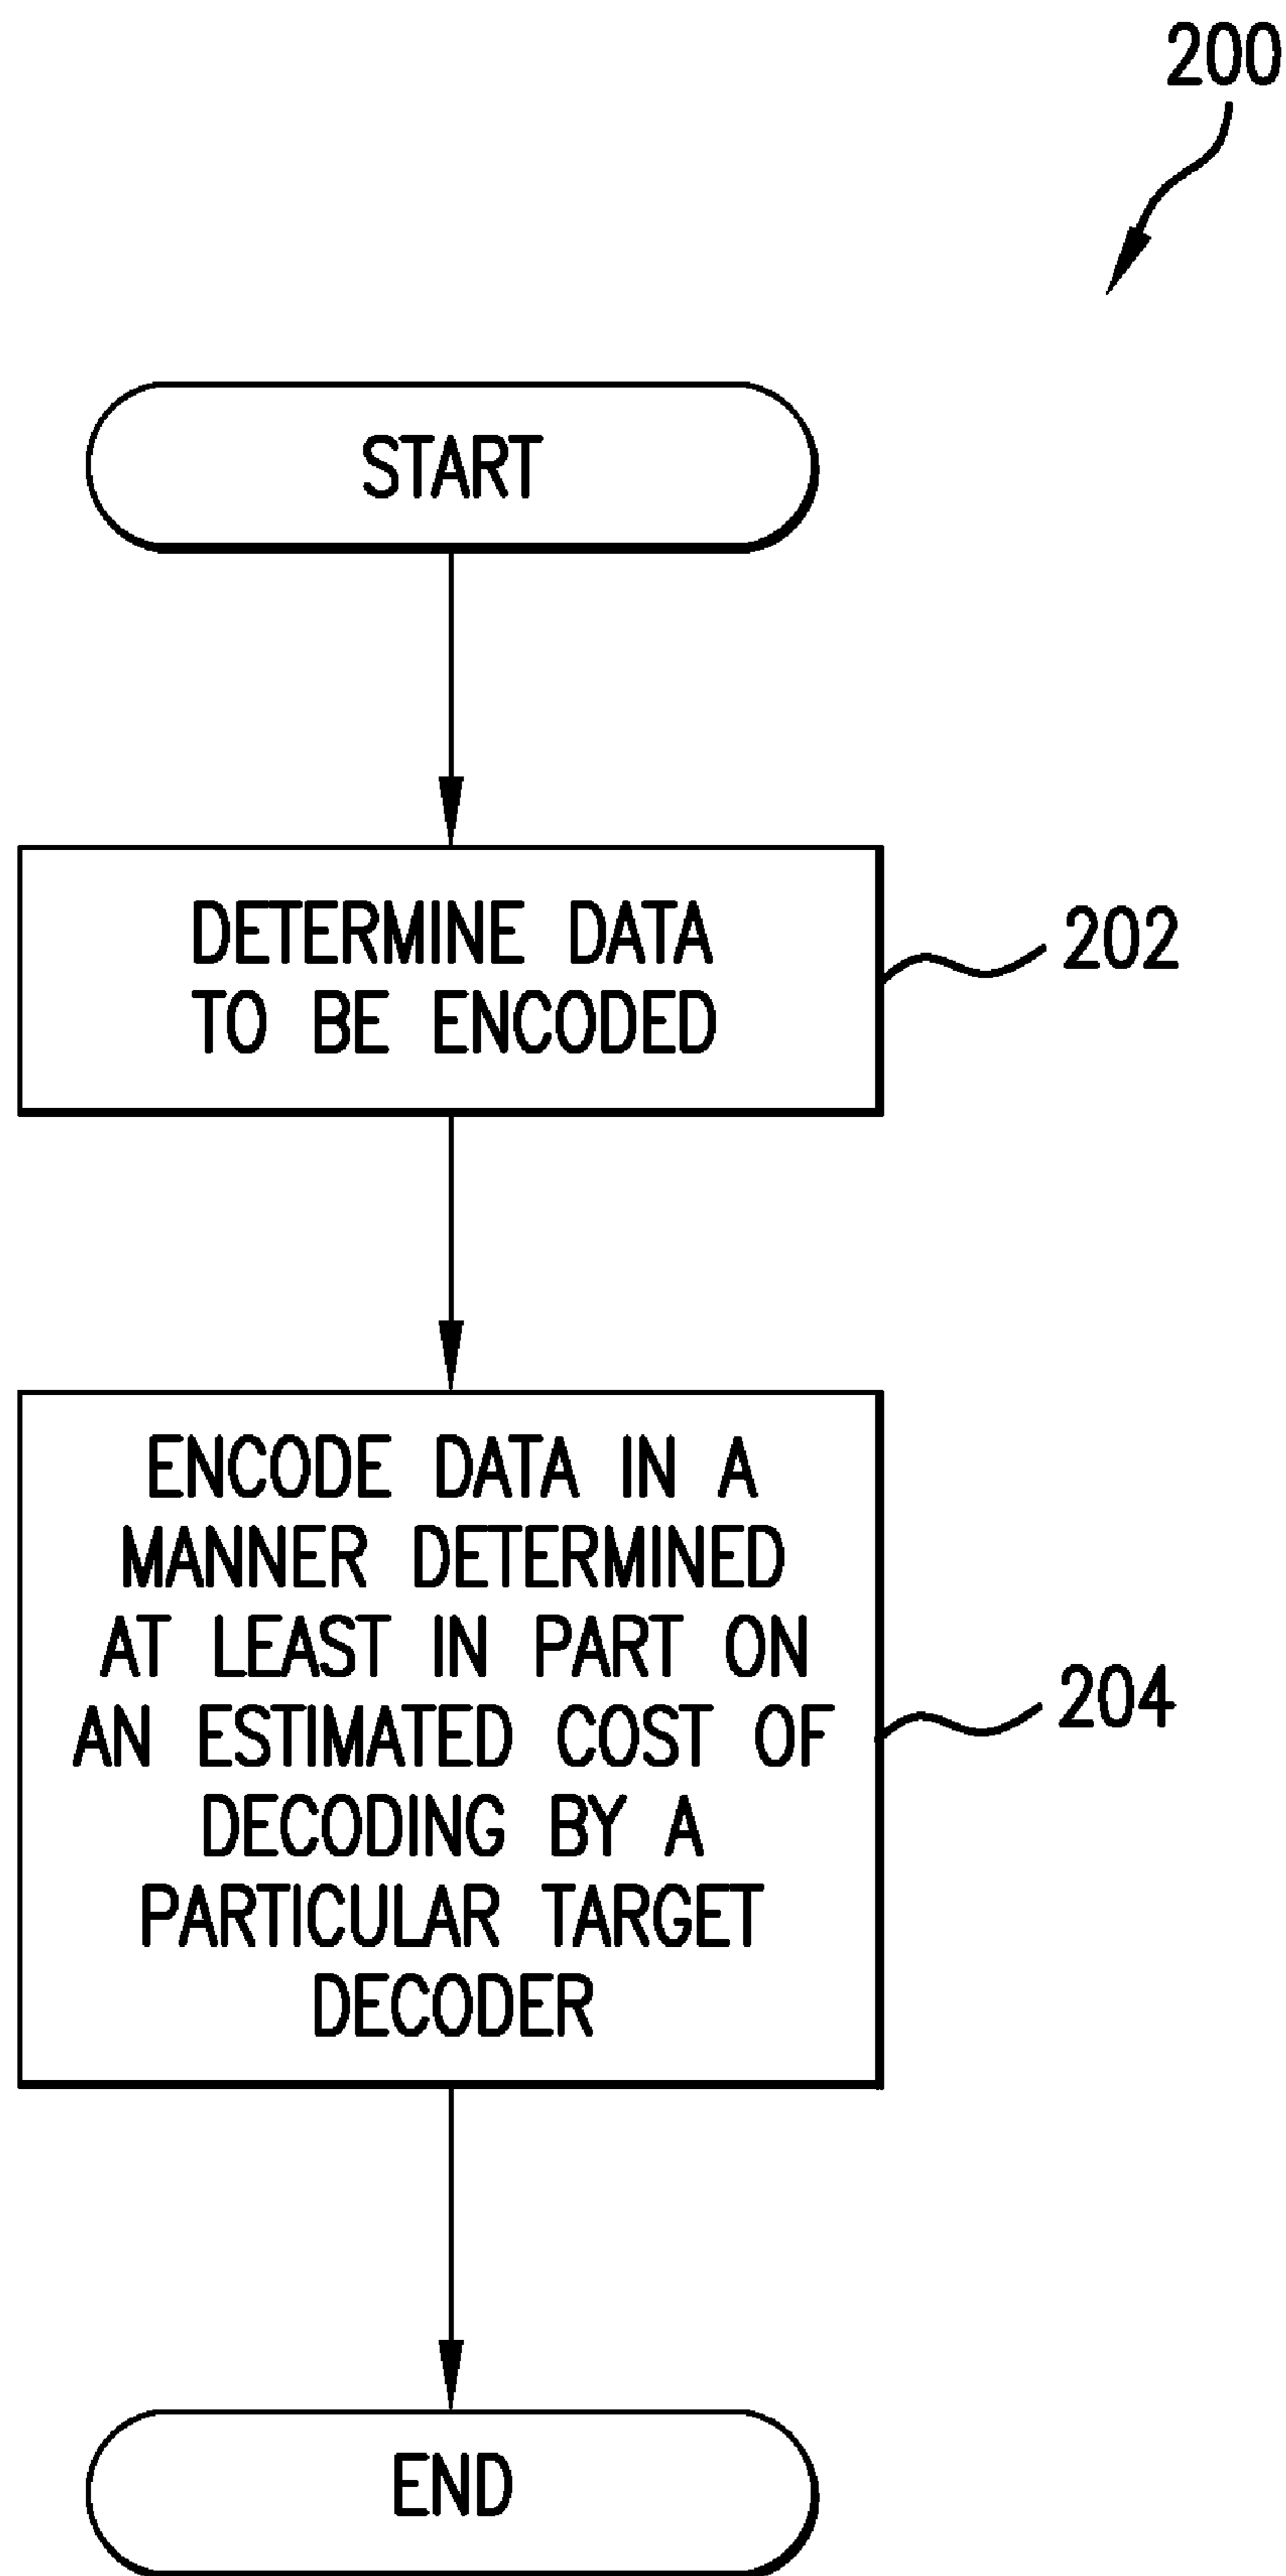 200
START
DETERMINE DATA
TO BE ENCODED
202
ENCODE DATA IN A
MANNER DETERMINED
AT LEAST IN PART ON
AN ESTIMATED COST OF
DECODING BY A
PARTICULAR TARGET
DECODER
204
END